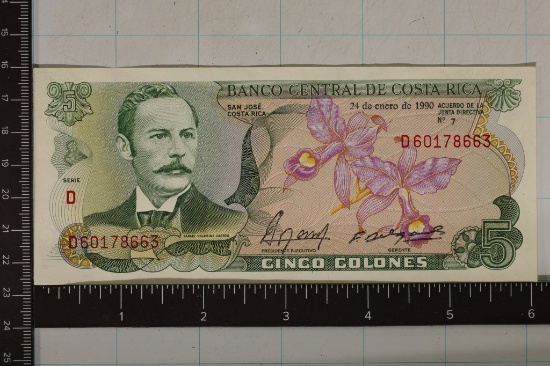 BANCO CENTRAL DE COSTA RICA
5
SAN JOSÉ,
COSTA RICA
24 de enero de 1990
ACUERDO DE LA
JUNTA DIRECTIVA
Nº 7
D60178663
SERIE
D
D60178663
PRESIDENTE EJECUTIVO
GERENTE
5
CINCO COLONES
14
15
16
17
18
19
20
21
22
23
24
25
1
2
3
4
5
6